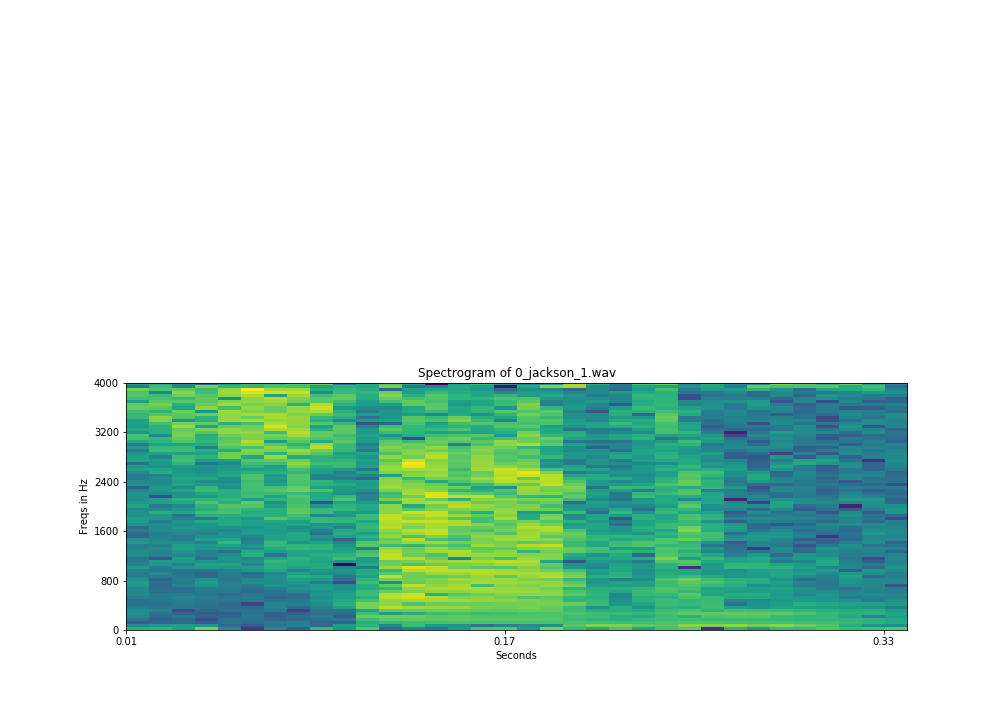 Spectrogram of 0_jackson_1.wav
4000
3200
2400
1600
800
0
Freqs in Hz
0.01 0.17 0.33
Seconds